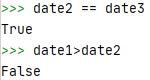 >>> date2 == date3
True
>>> date1>date2
False